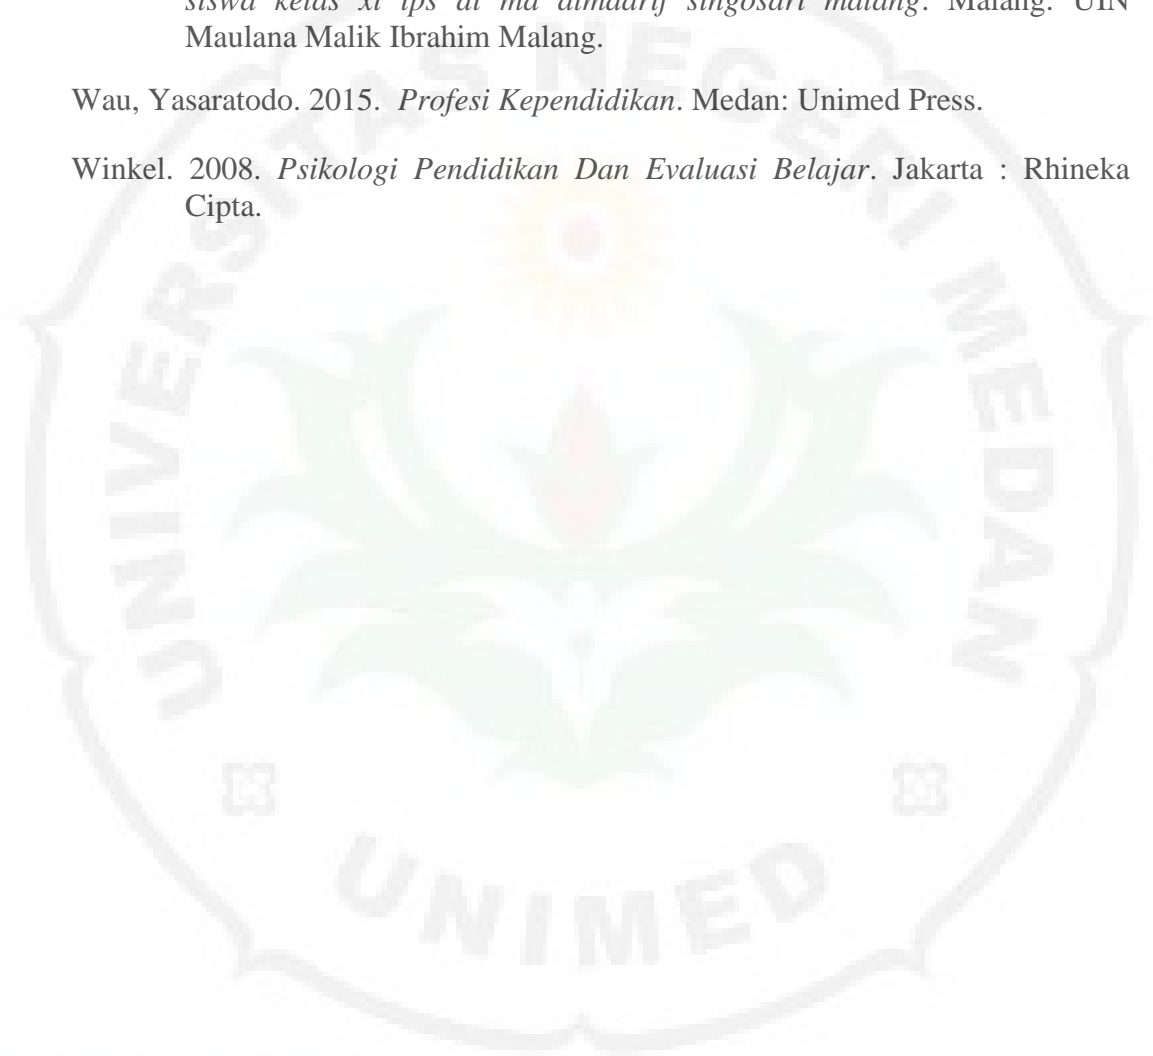 siswa kelas xi ips di ma almaarif singosari malang. Malang: UIN
Maulana Malik Ibrahim Malang.
Wau, Yasaratodo. 2015. Profesi Kependidikan. Medan: Unimed Press.
Winkel. 2008. Psikologi Pendidikan Dan Evaluasi Belajar. Jakarta : Rhineka
Cipta.
UNIVERSITAS NEGERI MEDAN
UNIMED